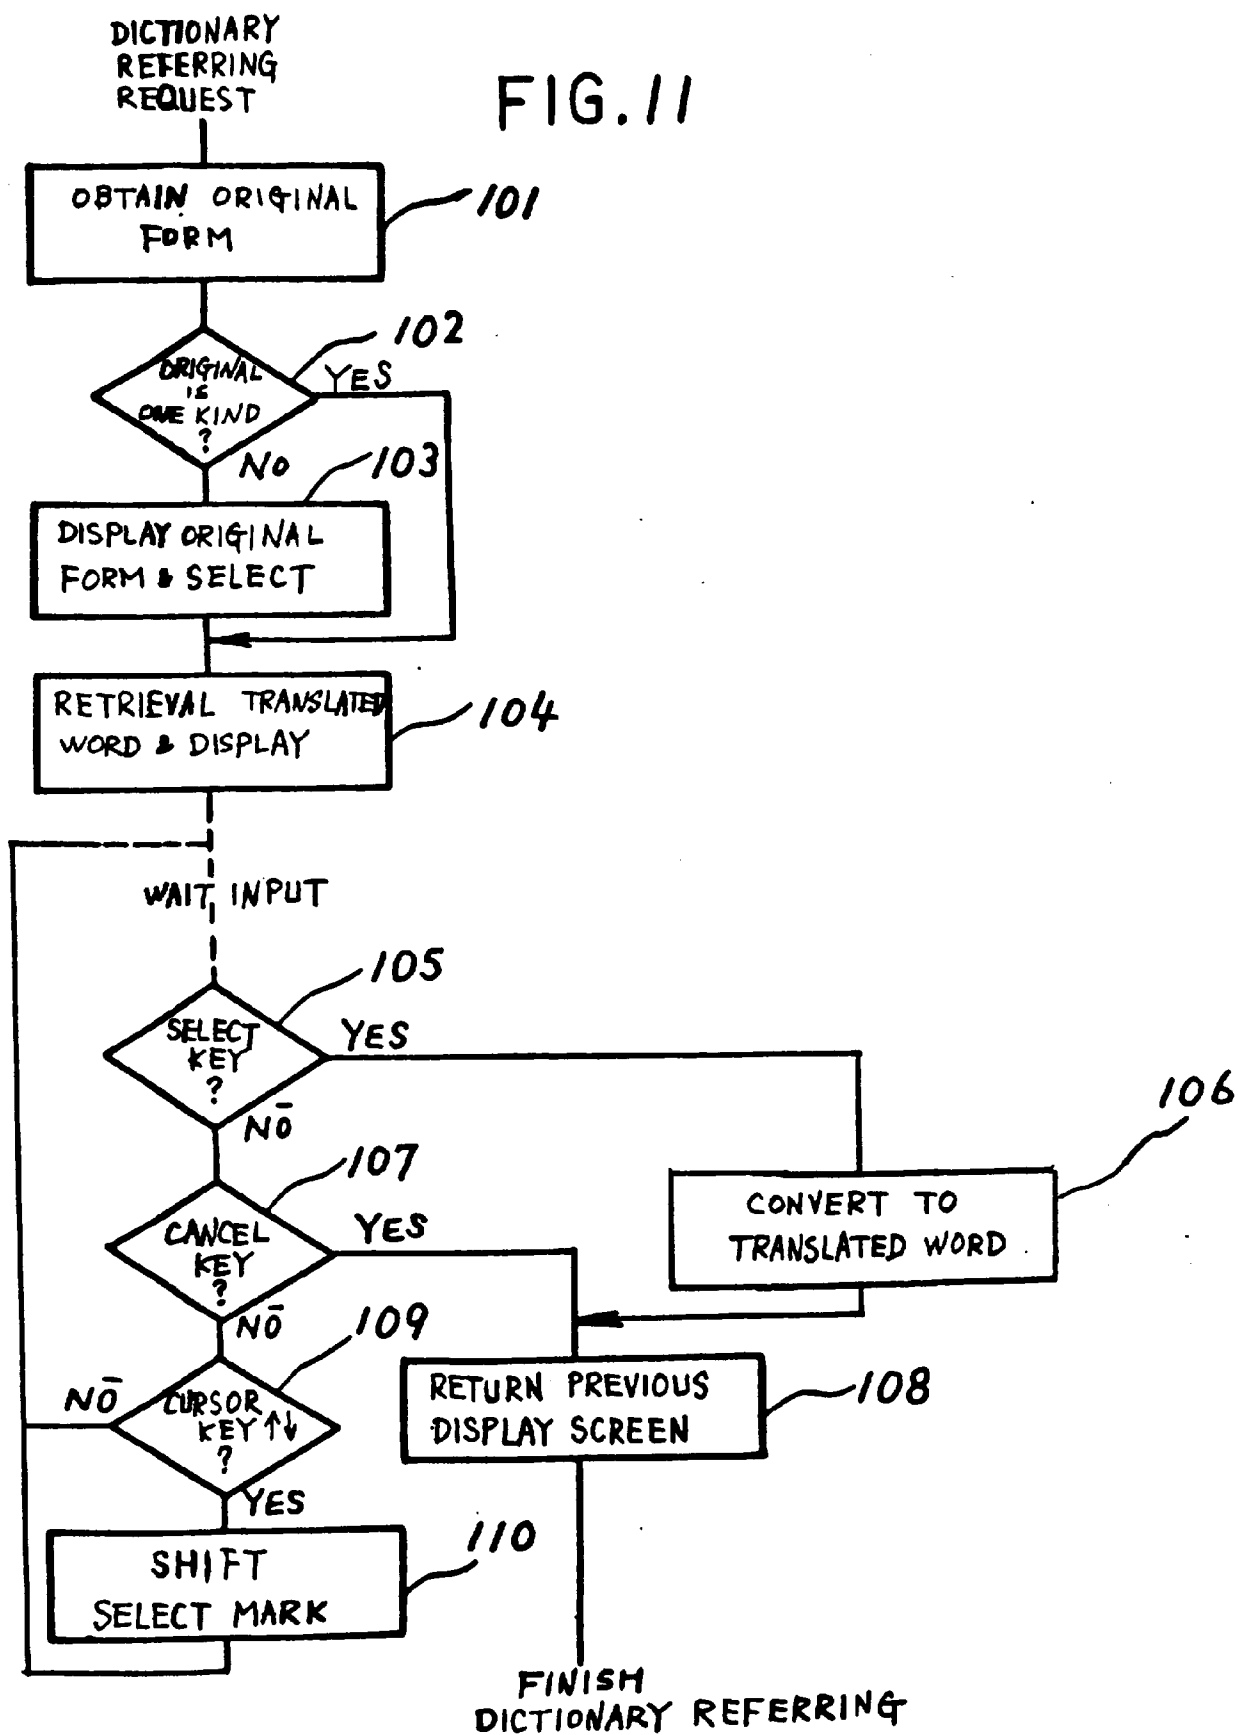 DICTIONARY
REFERRING
REQUEST
FIG.11
OBTAIN ORIGINAL
FORM
101
102
ORIGINAL
IS
ONE KIND
?
YES
NO
103
DISPLAY ORIGINAL
FORM & SELECT
RETRIEVAL TRANSLATED
WORD & DISPLAY
104
WAIT INPUT
105
SELECT
KEY
?
YES
NO
106
CONVERT TO
TRANSLATED WORD
107
CANCEL
KEY
?
YES
NO
109
NO
CURSOR
KEY ↑↓
?
YES
RETURN PREVIOUS
DISPLAY SCREEN
108
SHIFT
SELECT MARK
110
FINISH
DICTIONARY REFERRING